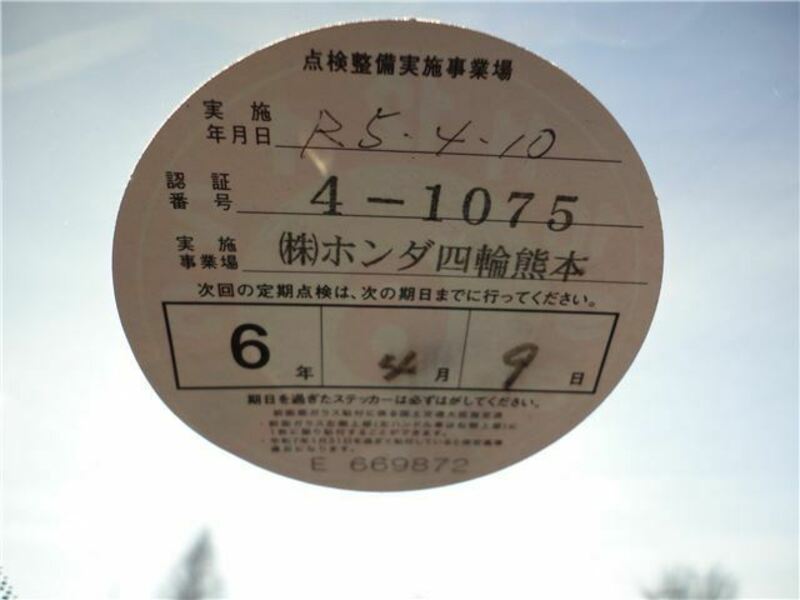 点検整備実施事業場
実施年月日 R5・4・10
認証番号 4-1075
実施事業場 ㈱ホンダ四輪熊本
次回の定期点検は、次の期日までに行ってください。
6年 4月 9日
期日を過ぎたステッカーは必ずはがしてください。
E 669872